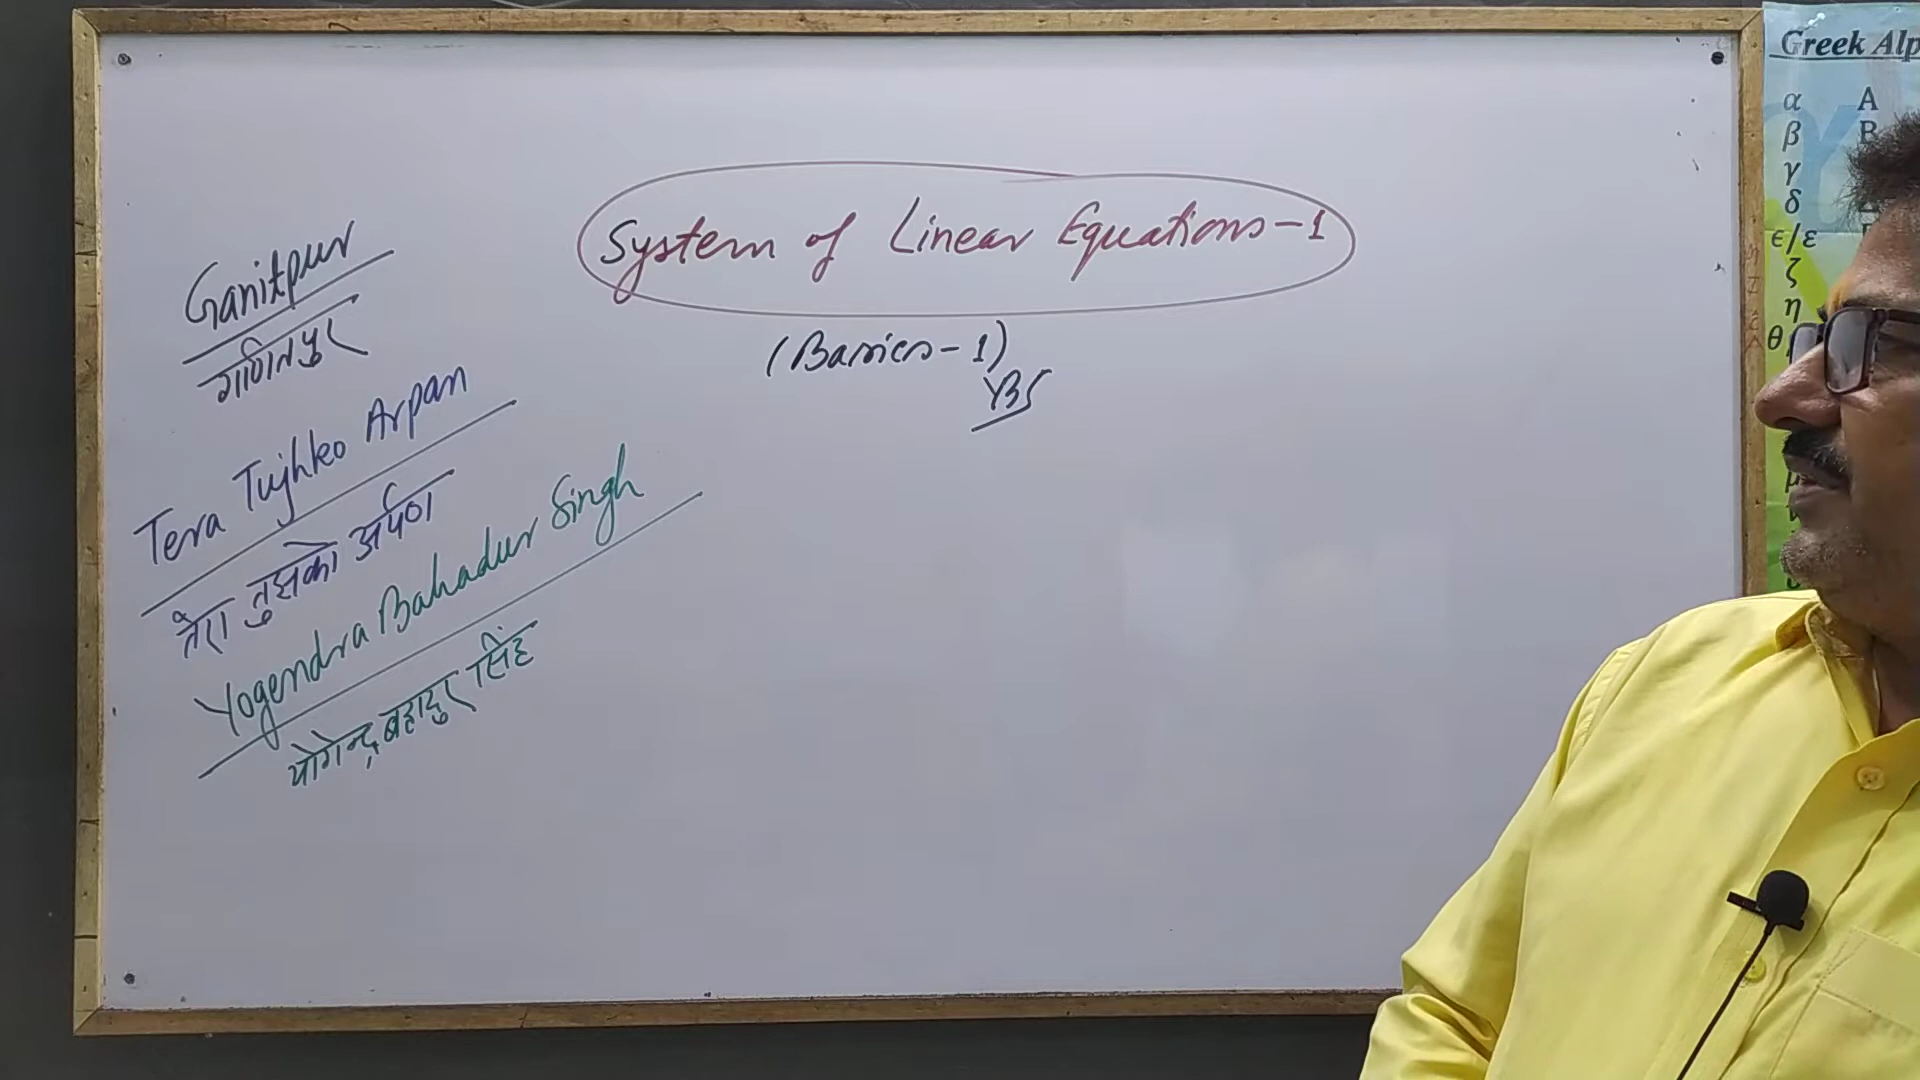 System of Linear Equations-1
(Basics-1)
YBS
Ganitpur
गणितपुर
Tera Tujhko Arpan
तेरा तुझको अर्पण
Yogendra Bahadur Singh
योगेन्द्र बहादुर सिंह
Greek Alp
α A
β B
γ
δ
ϵ/ε
ζ
η
θ
μ